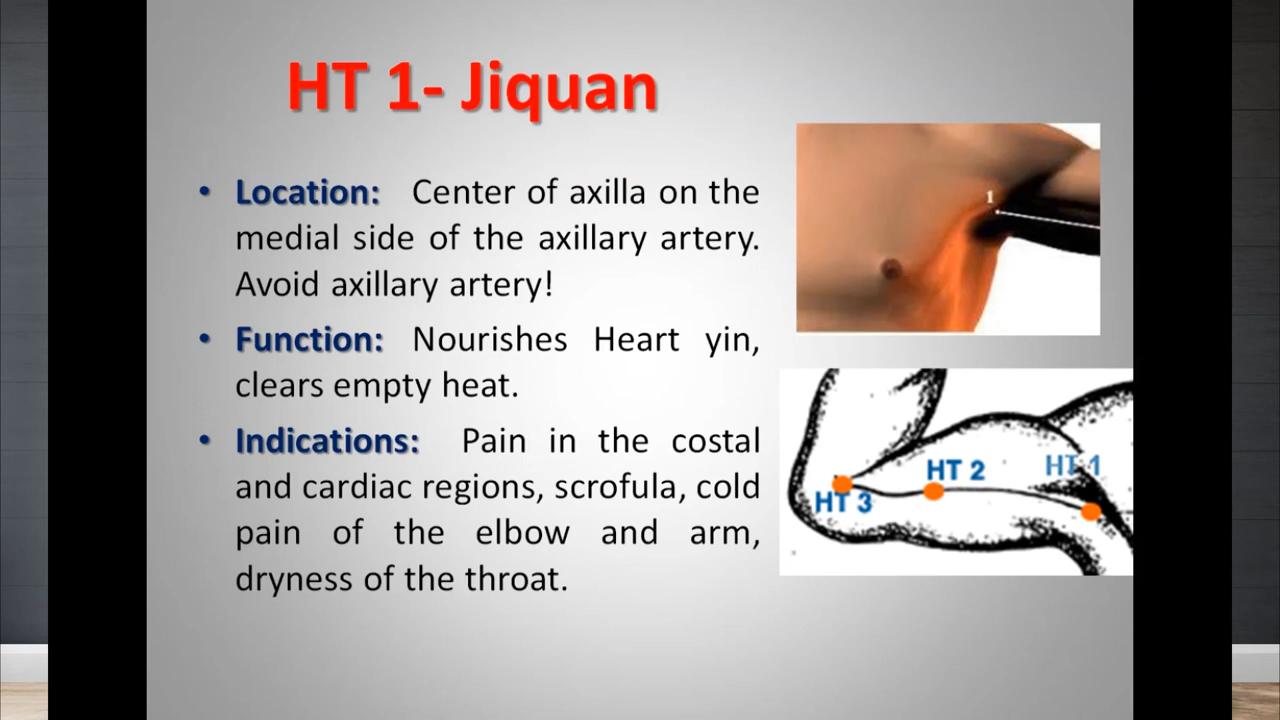 HT 1- Jiquan
• Location: Center of axilla on the
medial side of the axillary artery.
Avoid axillary artery!
• Function: Nourishes Heart yin,
clears empty heat.
• Indications: Pain in the costal
and cardiac regions, scrofula, cold
pain of the elbow and arm,
dryness of the throat.
1
HT 1
HT 2
HT 3